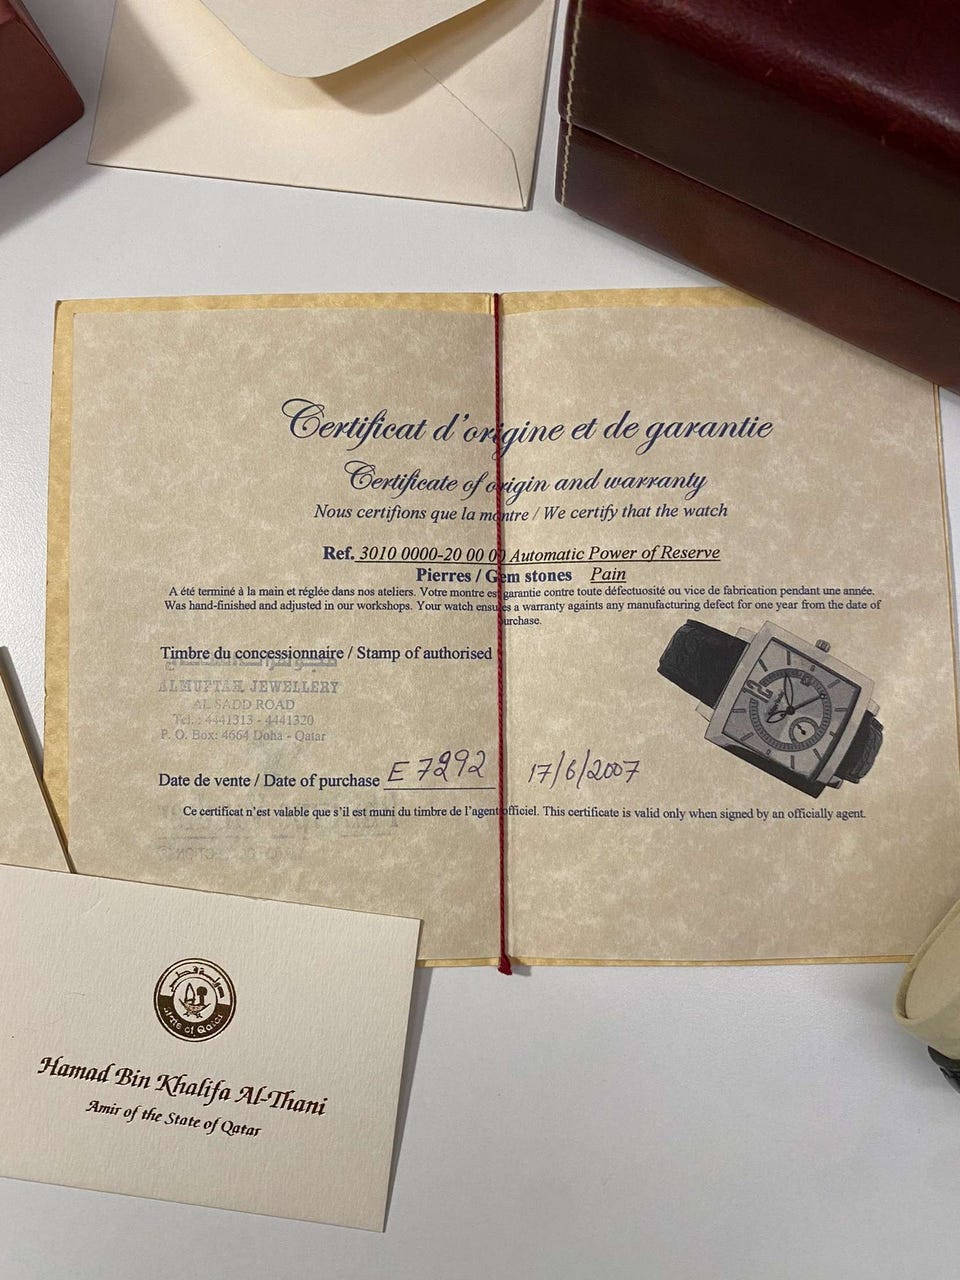 Certificat d'origine et de garantie
Certificate of origin and warranty
Nous certifions que la montre / We certify that the watch
Ref. 3010 0000-20 00 00 Automatic Power of Reserve
Pierres / Gem stones Pain
A été terminé à la main et réglée dans nos ateliers. Votre montre est garantie contre toute défectuosité ou vice de fabrication pendant une année.
Was hand-finished and adjusted in our workshops. Your watch ensures a warranty againts any manufacturing defect for one year from the date of
purchase.
Timbre du concessionnaire / Stamp of authorised
ALMUFTAH JEWELLERY
AL SADD ROAD
Tel.: 4441313 - 4441320
P. O. Box: 4664 Doha - Qatar
Date de vente / Date of purchase E 7292 17/6/2007
Ce certificat n'est valable que s'il est muni du timbre de l'agent officiel. This certificate is valid only when signed by an officially agent.
12
دولة قطر
State of Qatar
Hamad Bin Khalifa Al-Thani
Amir of the State of Qatar